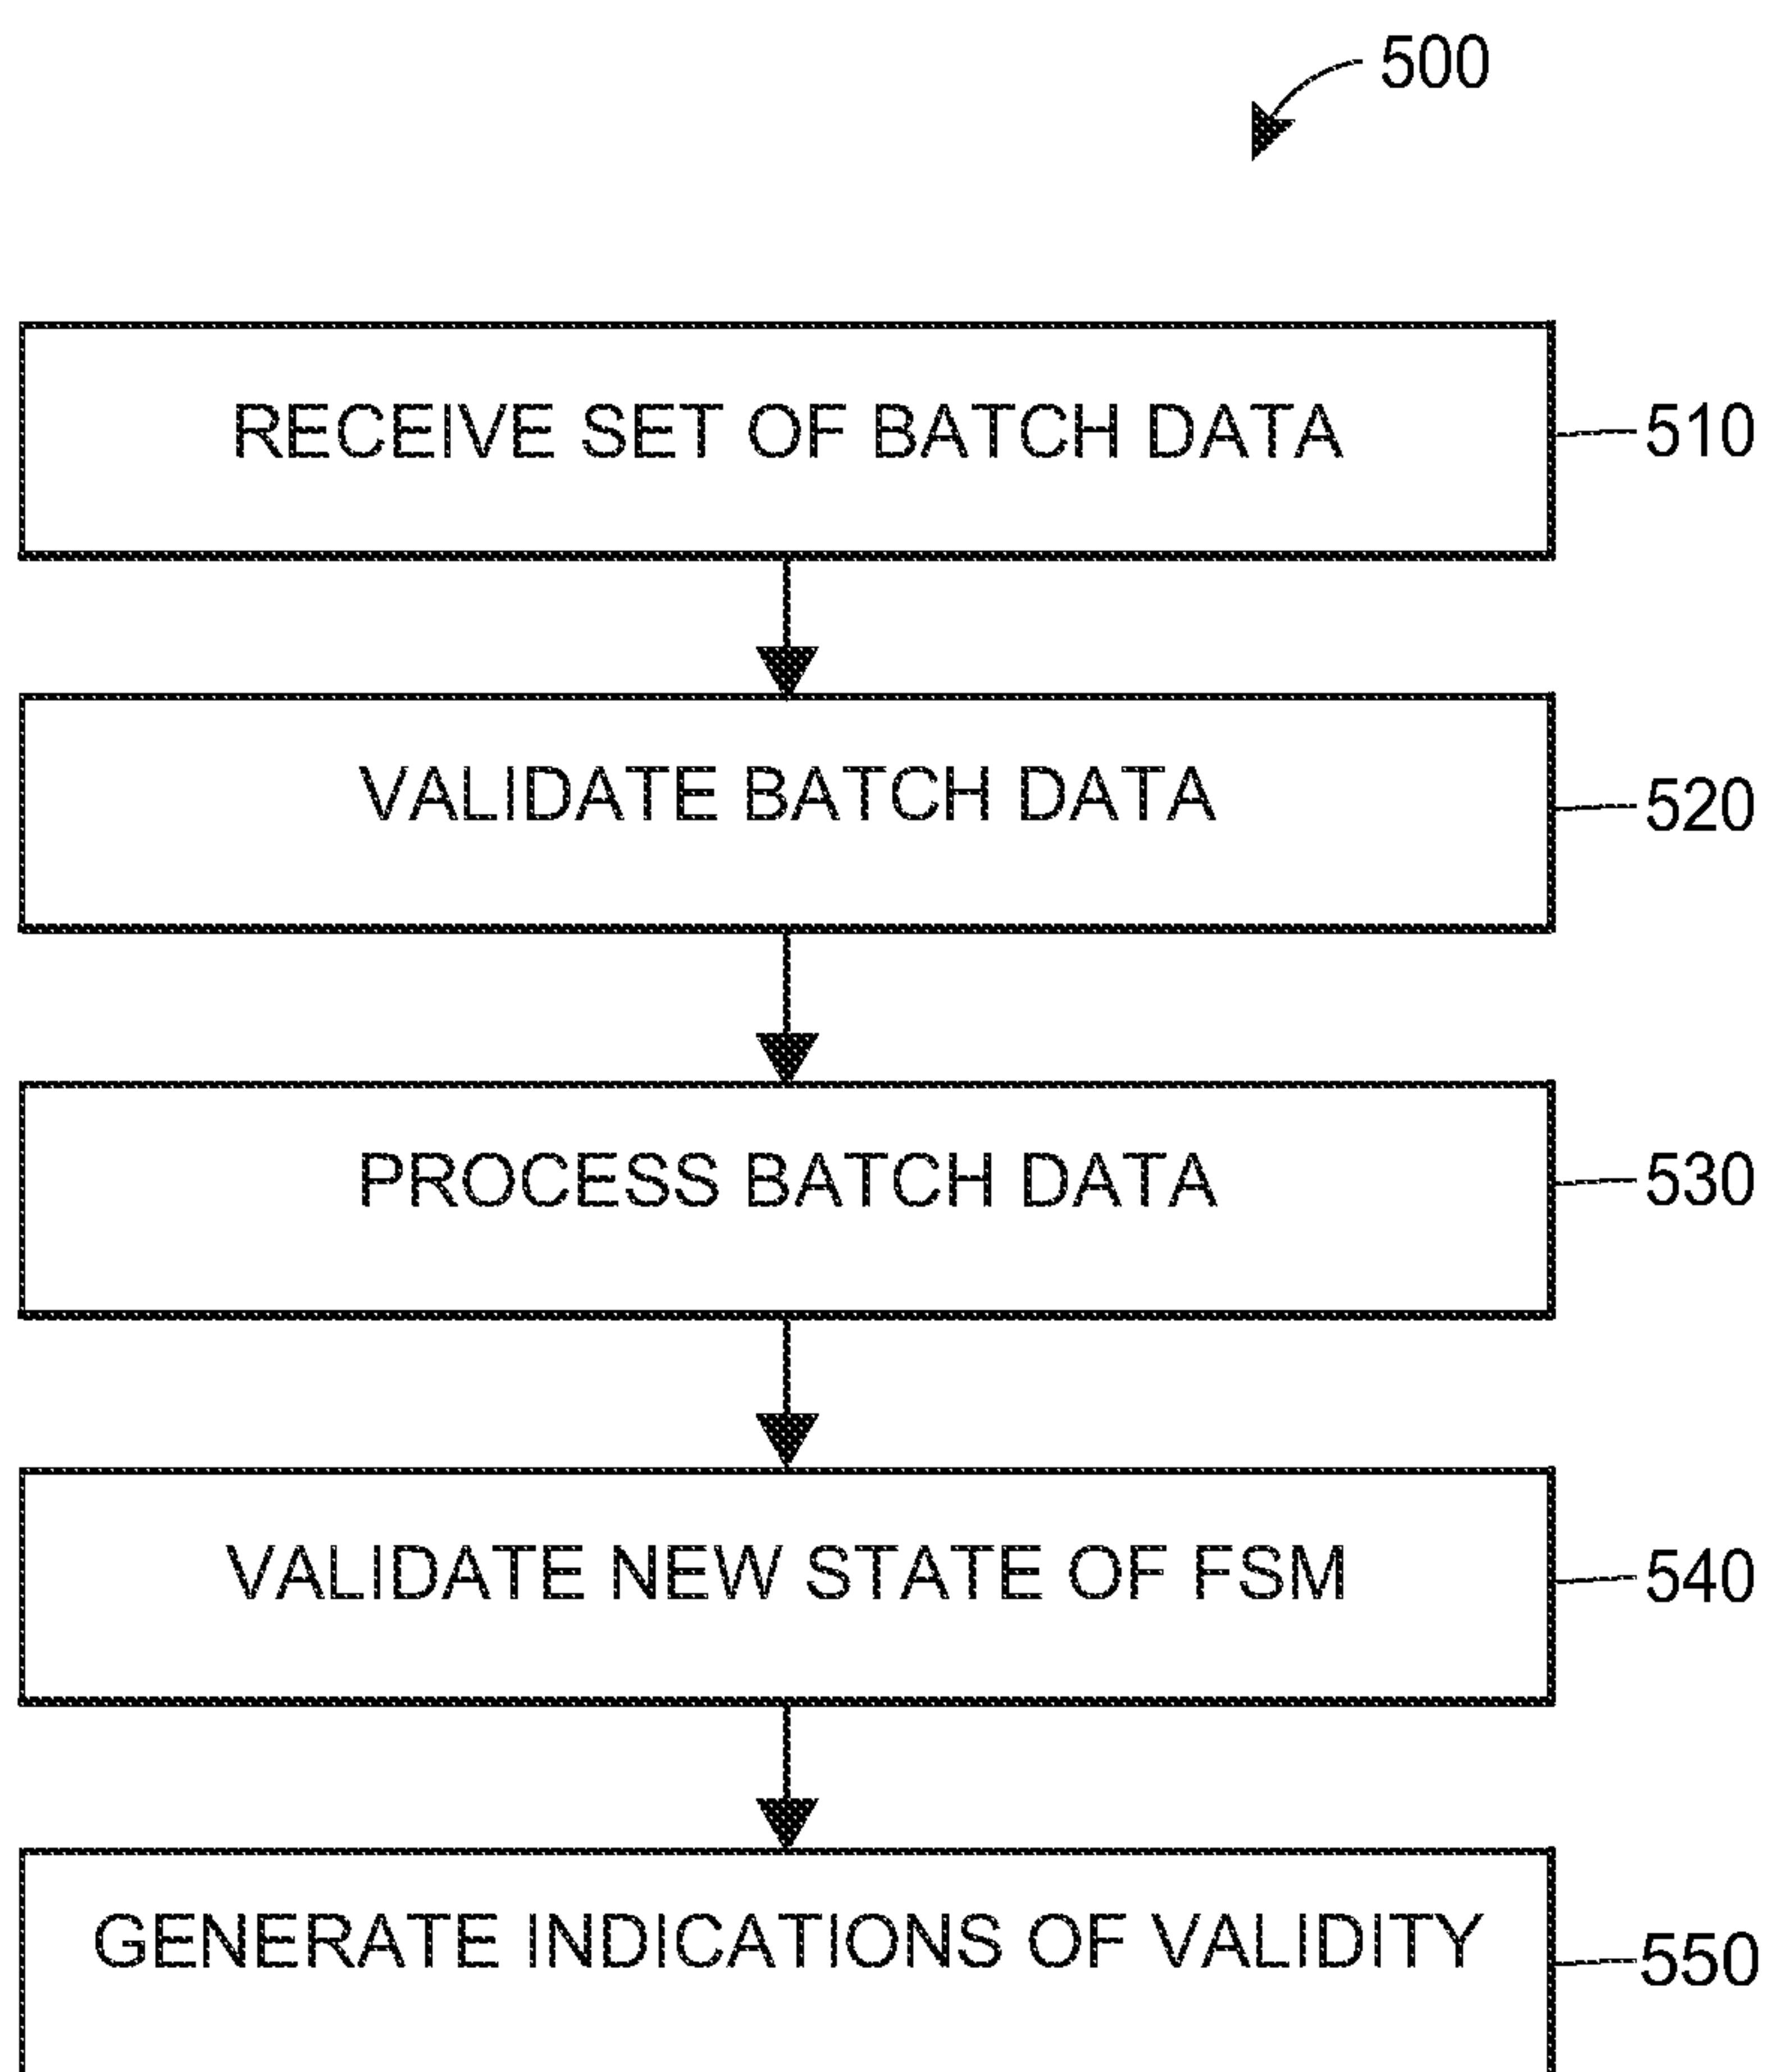 500
RECEIVE SET OF BATCH DATA
510
VALIDATE BATCH DATA
520
PROCESS BATCH DATA
530
VALIDATE NEW STATE OF FSM
540
GENERATE INDICATIONS OF VALIDITY
550